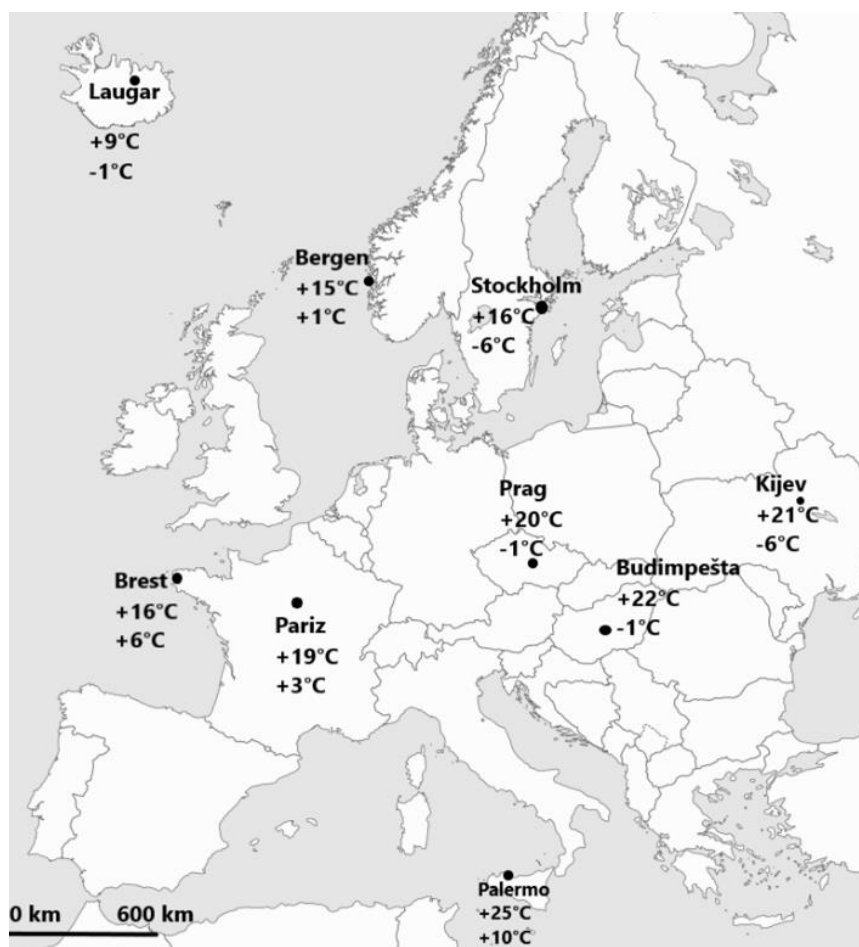 Laugar
+9°C
-1°C
Bergen
+15°C
+1°C
Stockholm
+16°C
-6°C
Prag
+20°C
-1°C
Kijev
+21°C
-6°C
Brest
+16°C
+6°C
Pariz
+19°C
+3°C
Budimpešta
+22°C
-1°C
Palermo
+25°C
+10°C
0 km 600 km